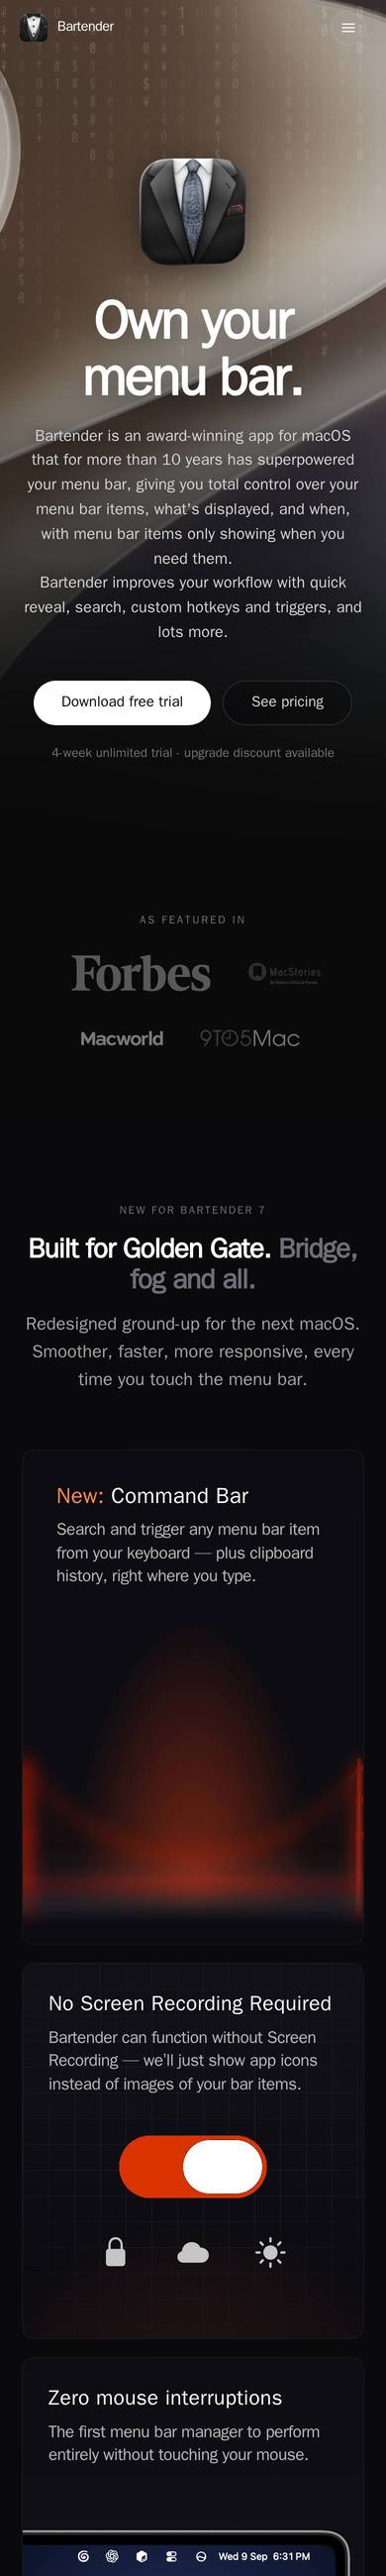 Bartender
Own your
menu bar.
Bartender is an award-winning app for macOS
that for more than 10 years has superpowered
your menu bar, giving you total control over your
menu bar items, what's displayed, and when,
with menu bar items only showing when you
need them.
Bartender improves your workflow with quick
reveal, search, custom hotkeys and triggers, and
lots more.
Download free trial
See pricing
4-week unlimited trial - upgrade discount available
AS FEATURED IN
Forbes
MacStories
Macworld
9TO5Mac
NEW FOR BARTENDER 7
Built for Golden Gate. Bridge,
fog and all.
Redesigned ground-up for the next macOS.
Smoother, faster, more responsive, every
time you touch the menu bar.
New: Command Bar
Search and trigger any menu bar item
from your keyboard — plus clipboard
history, right where you type.
No Screen Recording Required
Bartender can function without Screen
Recording — we'll just show app icons
instead of images of your bar items.
Zero mouse interruptions
The first menu bar manager to perform
entirely without touching your mouse.
Wed 9 Sep 6:31 PM